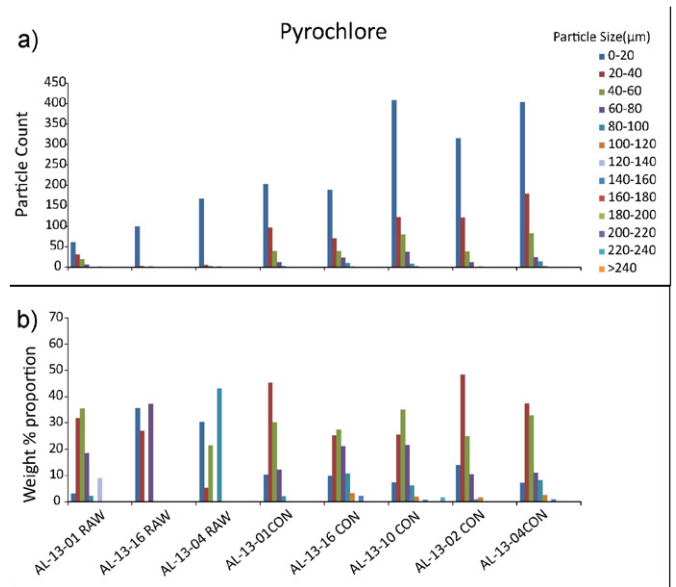 a)
Pyrochlore
Particle Size(µm)
0-20
20-40
40-60
60-80
80-100
100-120
120-140
140-160
160-180
180-200
200-220
220-240
>240
Particle Count
450
400
350
300
250
200
150
100
50
0
b)
Weight % proportion
70
60
50
40
30
20
10
0
AL-13-01 RAW
AL-13-16 RAW
AL-13-04 RAW
AL-13-01CON
AL-13-16 CON
AL-13-10 CON
AL-13-02 CON
AL-13-04CON